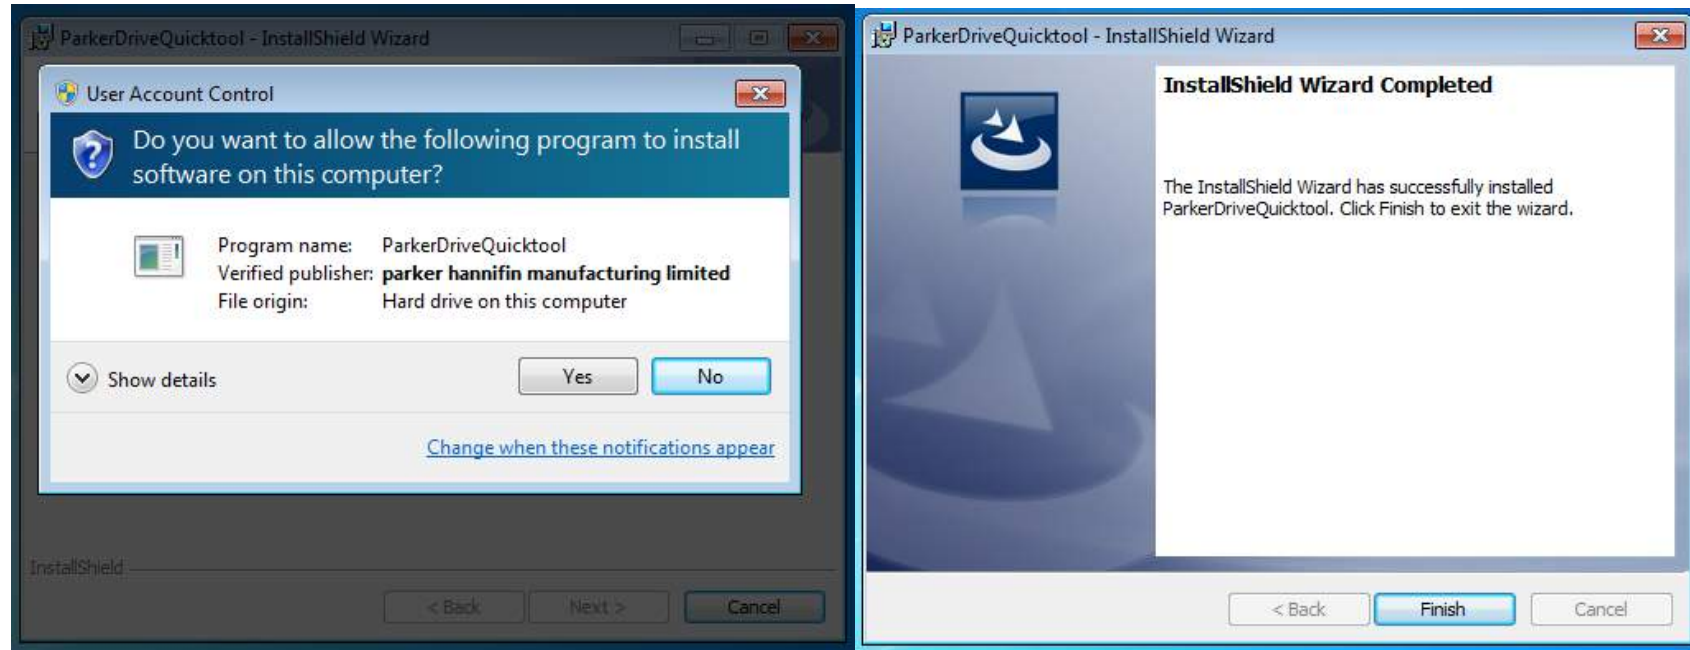 ParkerDriveQuicktool - InstallShield Wizard
User Account Control
Do you want to allow the following program to install
software on this computer?
Program name: ParkerDriveQuicktool
Verified publisher: parker hannifin manufacturing limited
File origin: Hard drive on this computer
Show details
Yes
No
Change when these notifications appear
InstallShield
< Back
Next >
Cancel
ParkerDriveQuicktool - InstallShield Wizard
InstallShield Wizard Completed
The InstallShield Wizard has successfully installed
ParkerDriveQuicktool. Click Finish to exit the wizard.
< Back
Finish
Cancel